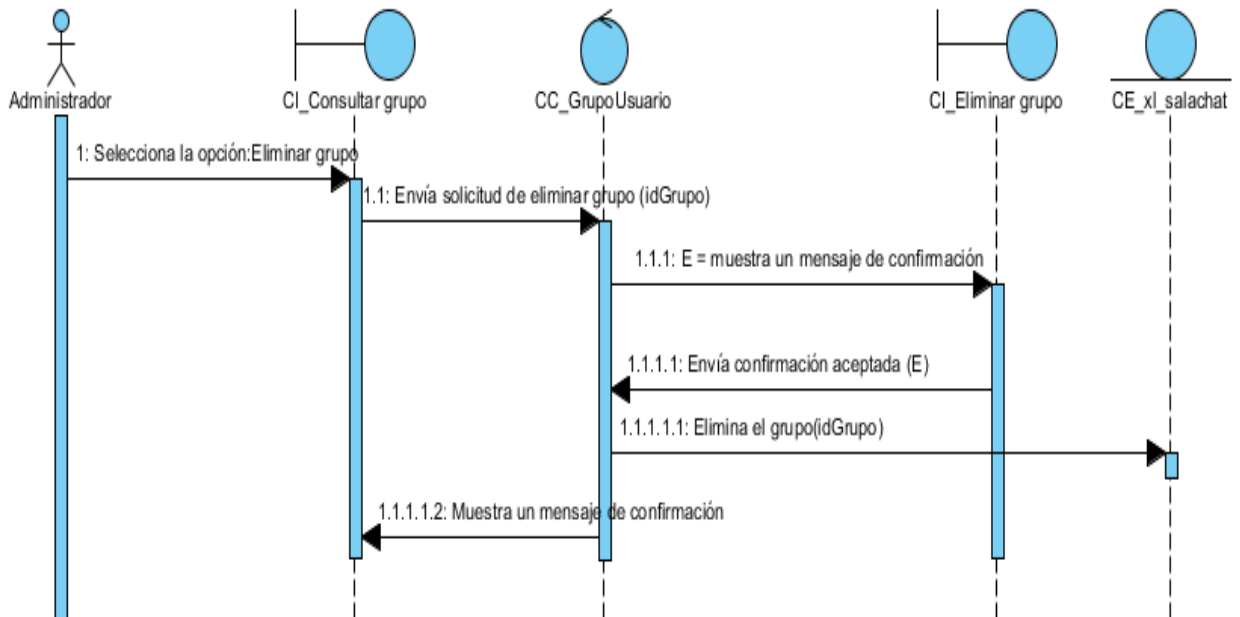 Administrador
CI_Consultar grupo
CC_GrupoUsuario
CI_Eliminar grupo
CE_xl_salachat
1: Selecciona la opción:Eliminar grupo
1.1: Envía solicitud de eliminar grupo (idGrupo)
1.1.1: E = muestra un mensaje de confirmación
1.1.1.1: Envía confirmación aceptada (E)
1.1.1.1.1: Elimina el grupo(idGrupo)
1.1.1.1.2: Muestra un mensaje de confirmación